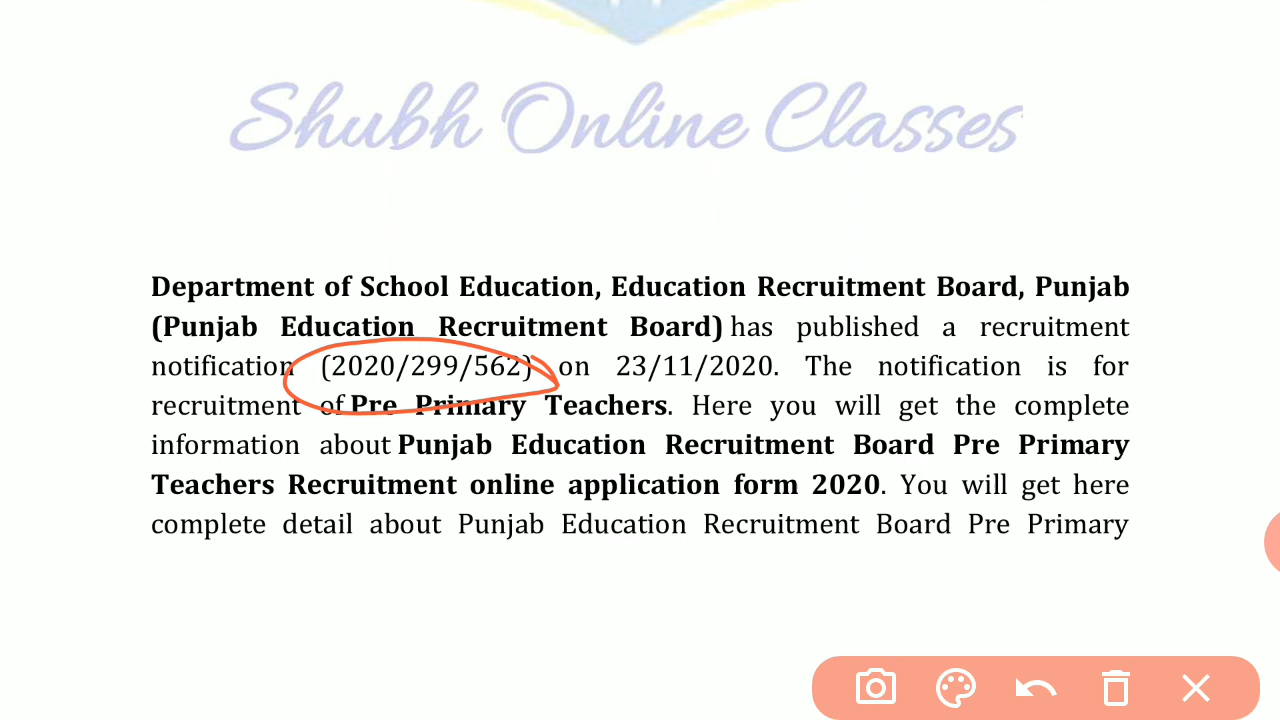 Shubh Online Classes
Department of School Education, Education Recruitment Board, Punjab
(Punjab Education Recruitment Board) has published a recruitment
notification (2020/299/562) on 23/11/2020. The notification is for
recruitment of Pre Primary Teachers. Here you will get the complete
information about Punjab Education Recruitment Board Pre Primary
Teachers Recruitment online application form 2020. You will get here
complete detail about Punjab Education Recruitment Board Pre Primary